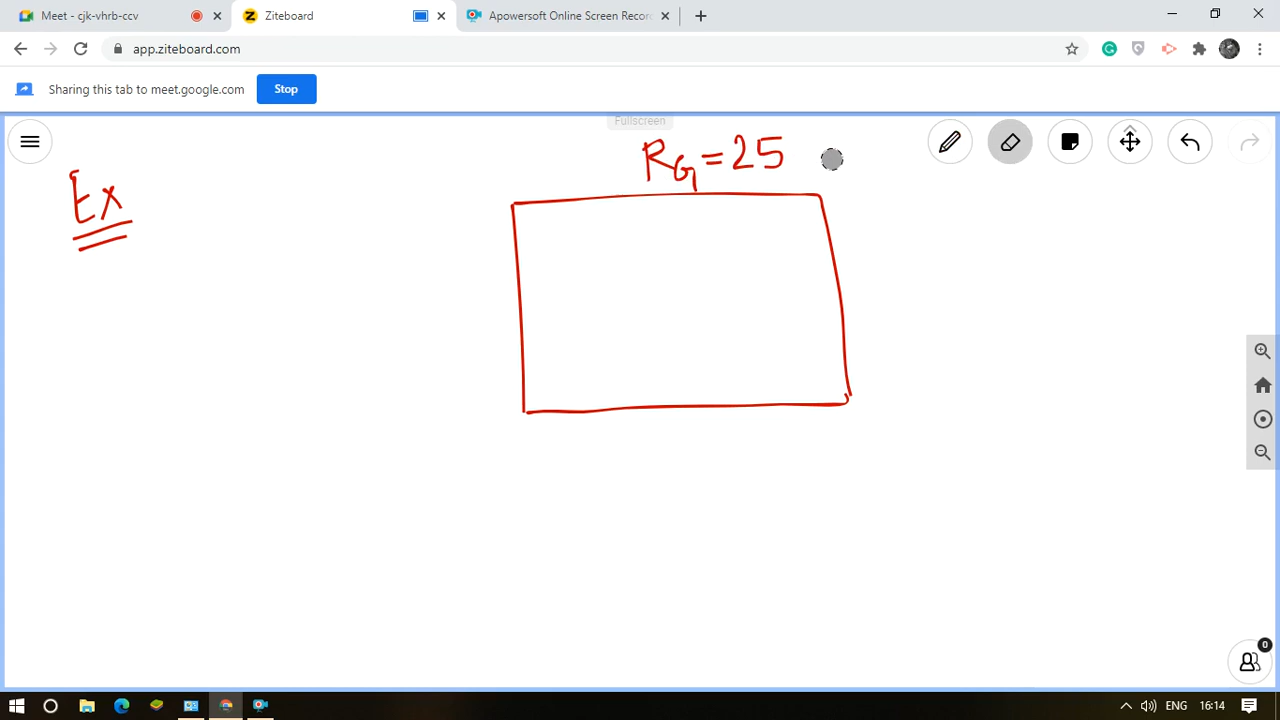 Meet - cjk-vhrb-ccv
Ziteboard
Apowersoft Online Screen Recor
app.ziteboard.com
Sharing this tab to meet.google.com
Stop
Fullscreen
R_G = 25
Ex
0
ENG
16:14